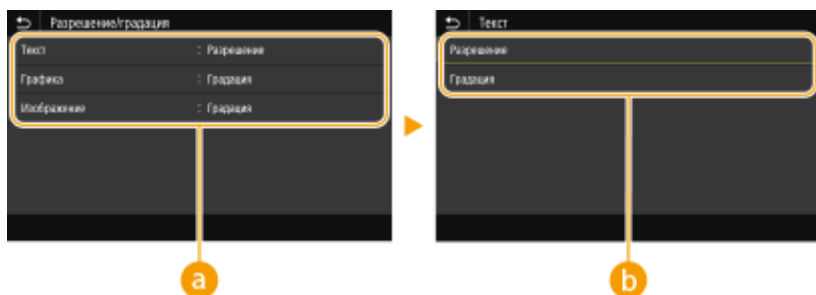 Разрешение/градация
Текст : Разрешение
Графика : Градация
Изображение : Градация
a
Текст
Разрешение
Градация
b